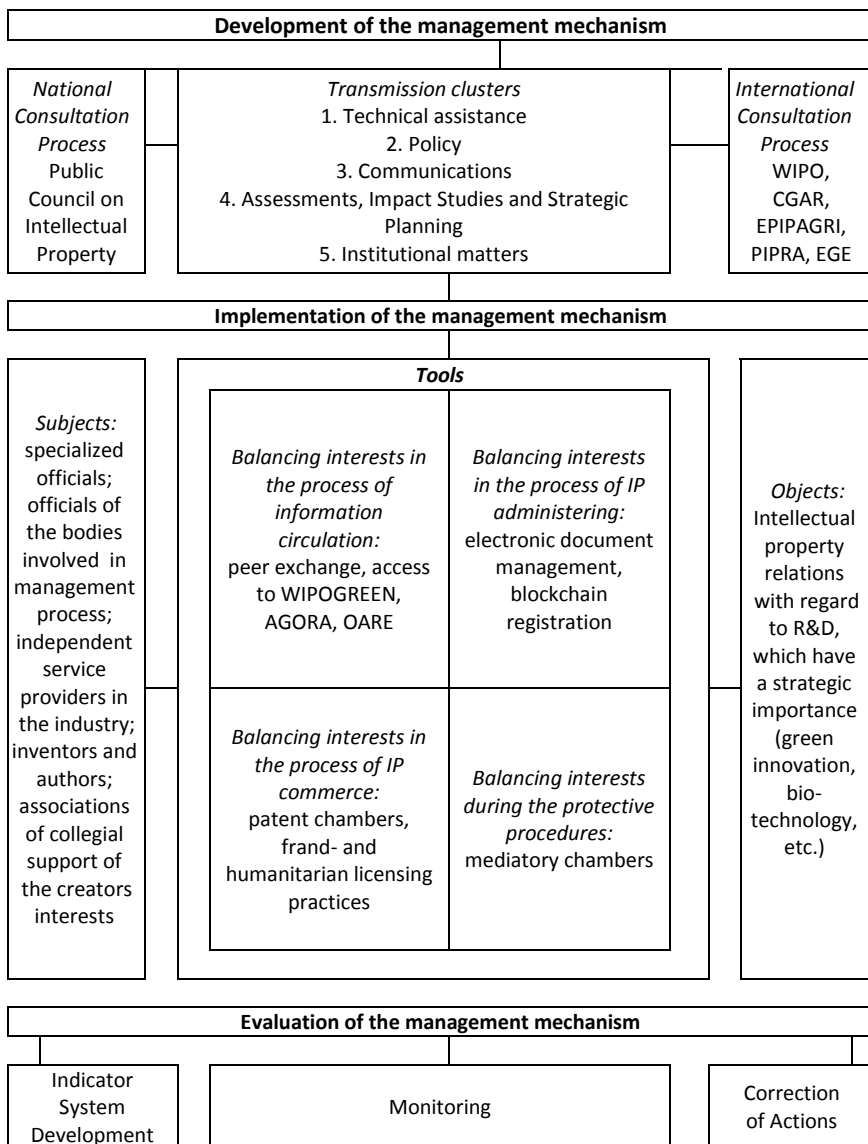 Development of the management mechanism
National
Consultation
Process
Public
Council on
Intellectual
Property
Transmission clusters
1. Technical assistance
2. Policy
3. Communications
4. Assessments, Impact Studies and Strategic
Planning
5. Institutional matters
International
Consultation
Process
WIPO,
CGAR,
EPIPAGRI,
PIPRA, EGE
Implementation of the management mechanism
Subjects:
specialized
officials;
officials of
the bodies
involved in
management
process;
independent
service
providers in
the industry;
inventors and
authors;
associations
of collegial
support of
the creators
interests
Tools
Balancing interests in
the process of
information
circulation:
peer exchange, access
to WIPOGREEN,
AGORA, OARE
Balancing interests
in the process of IP
administering:
electronic document
management,
blockchain
registration
Balancing interests in
the process of IP
commerce:
patent chambers,
frand- and
humanitarian licensing
practices
Balancing interests
during the protective
procedures:
mediatory chambers
Objects:
Intellectual
property
relations
with regard
to R&D,
which have
a strategic
importance
(green
innovation,
bio-
technology,
etc.)
Evaluation of the management mechanism
Indicator
System
Development
Monitoring
Correction
of Actions